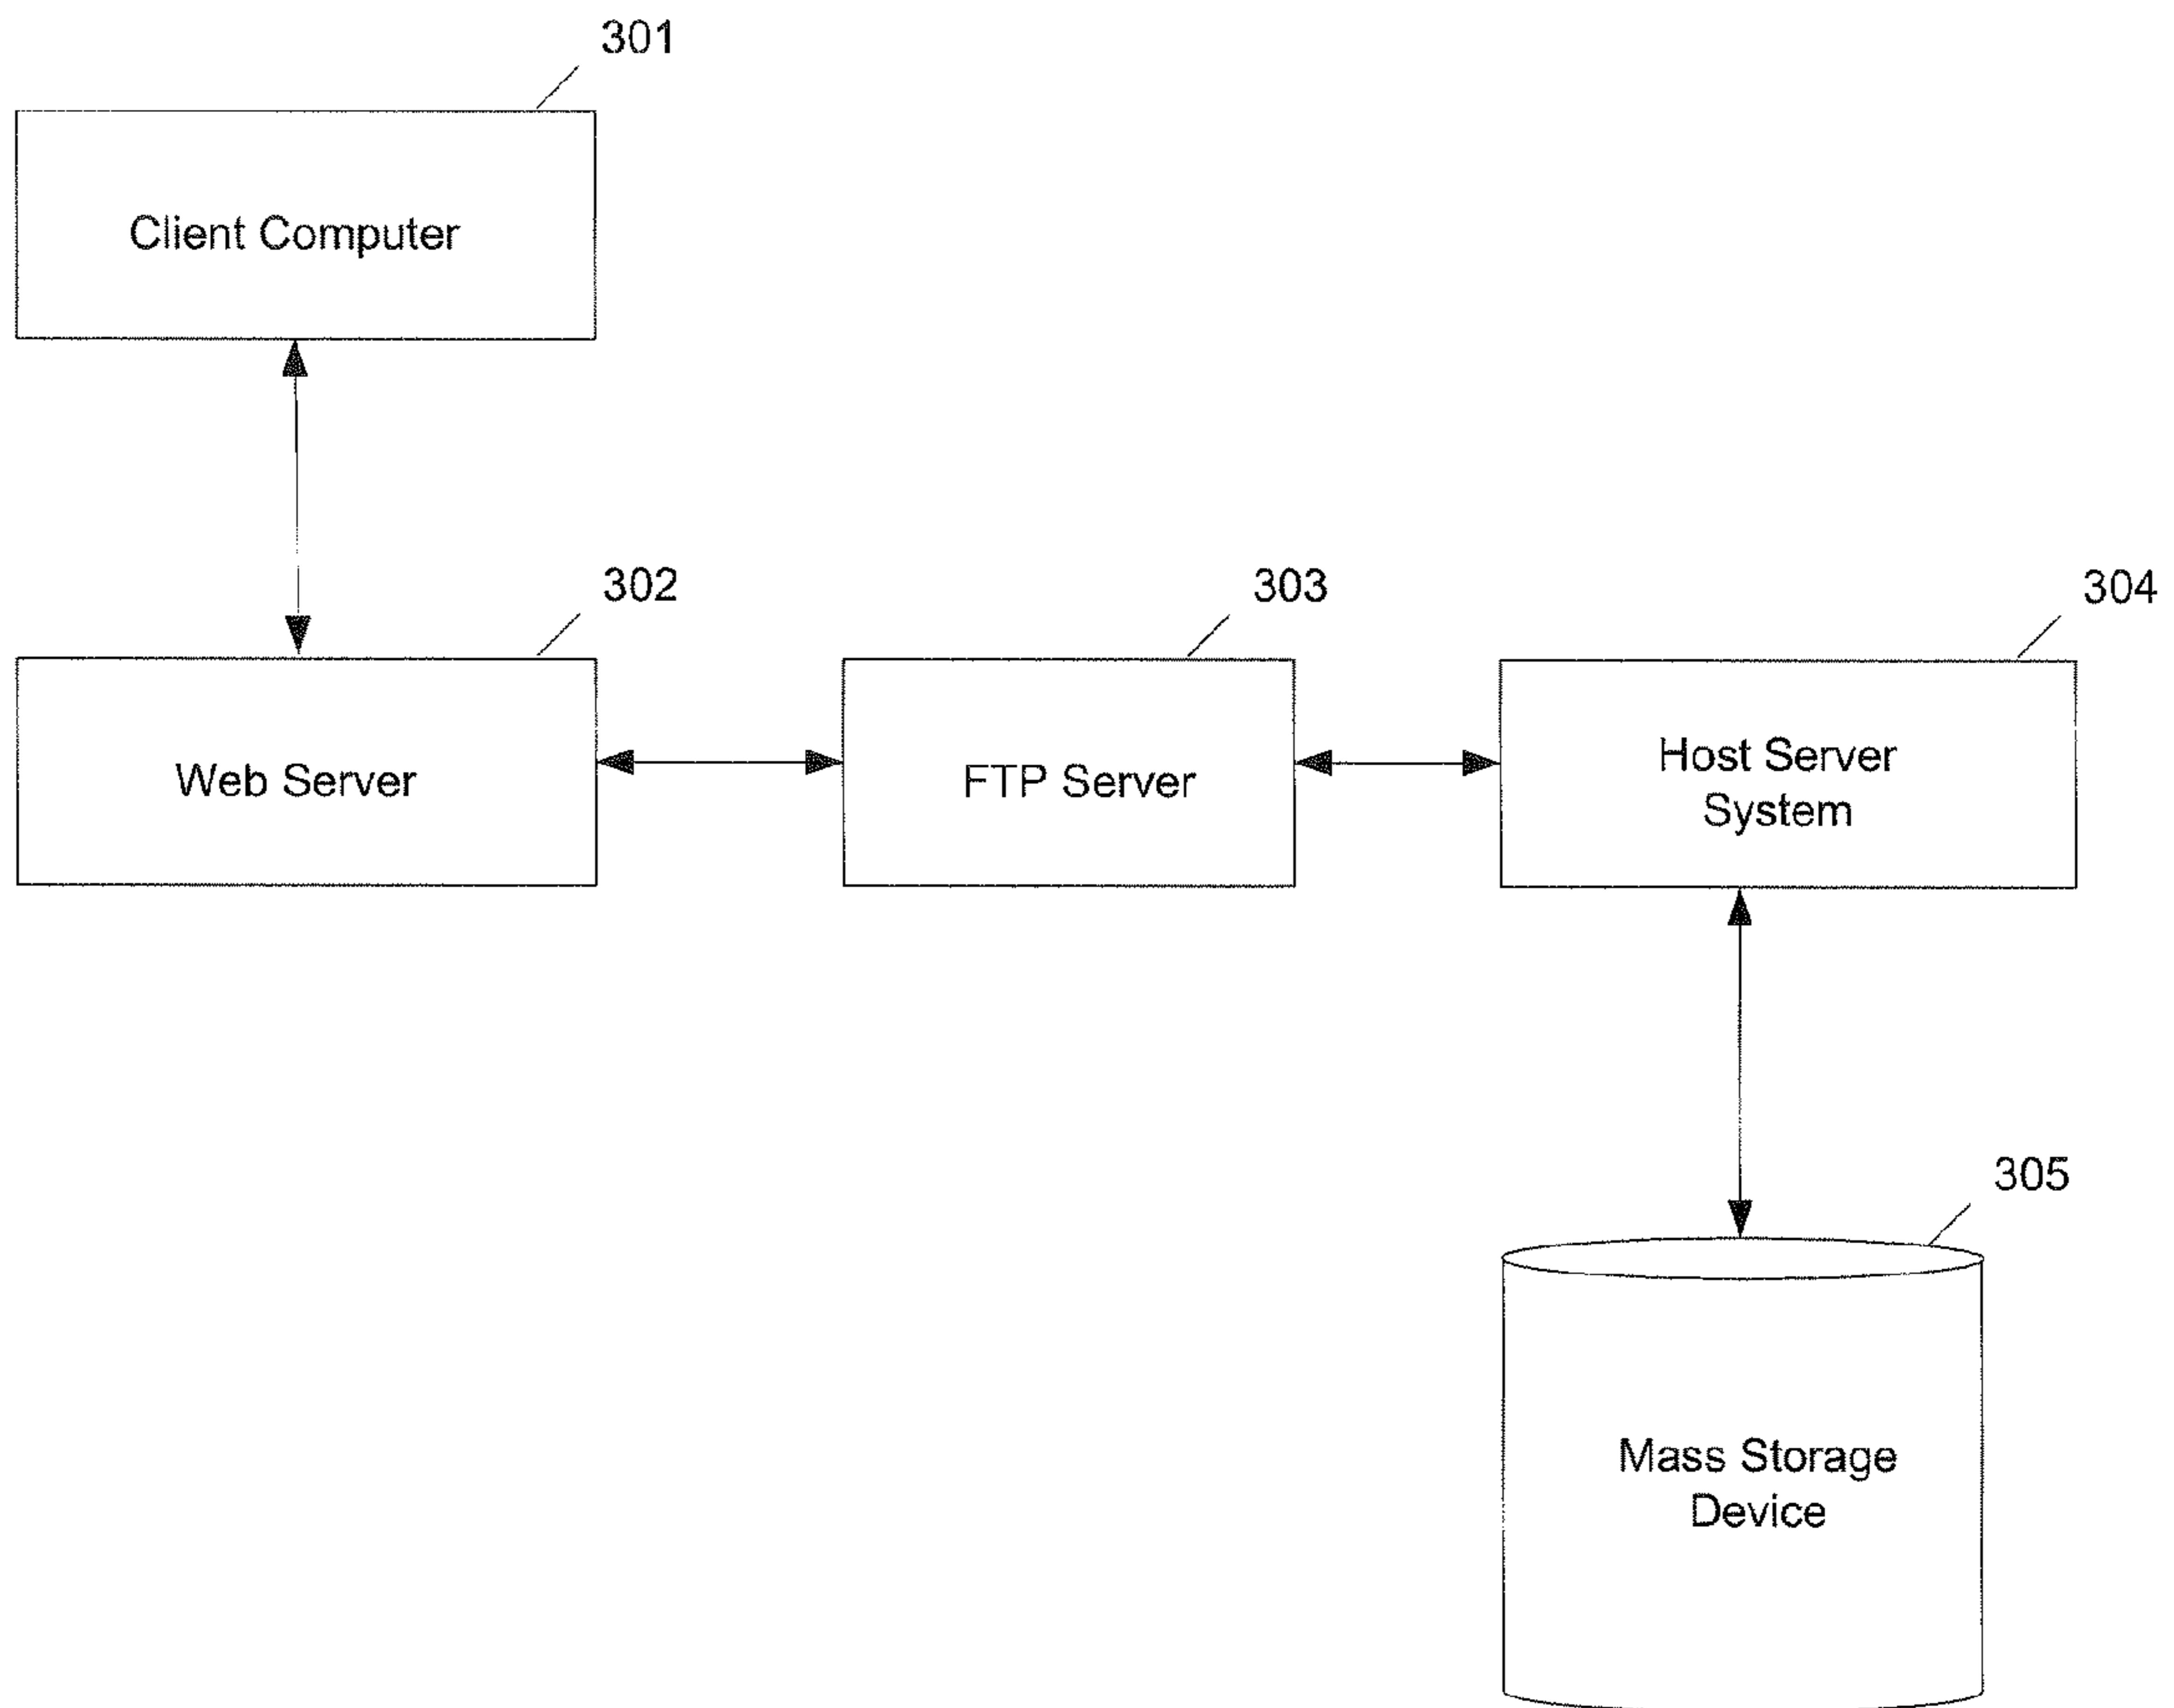 301
Client Computer
302
303
304
Web Server
FTP Server
Host Server
System
305
Mass Storage
Device